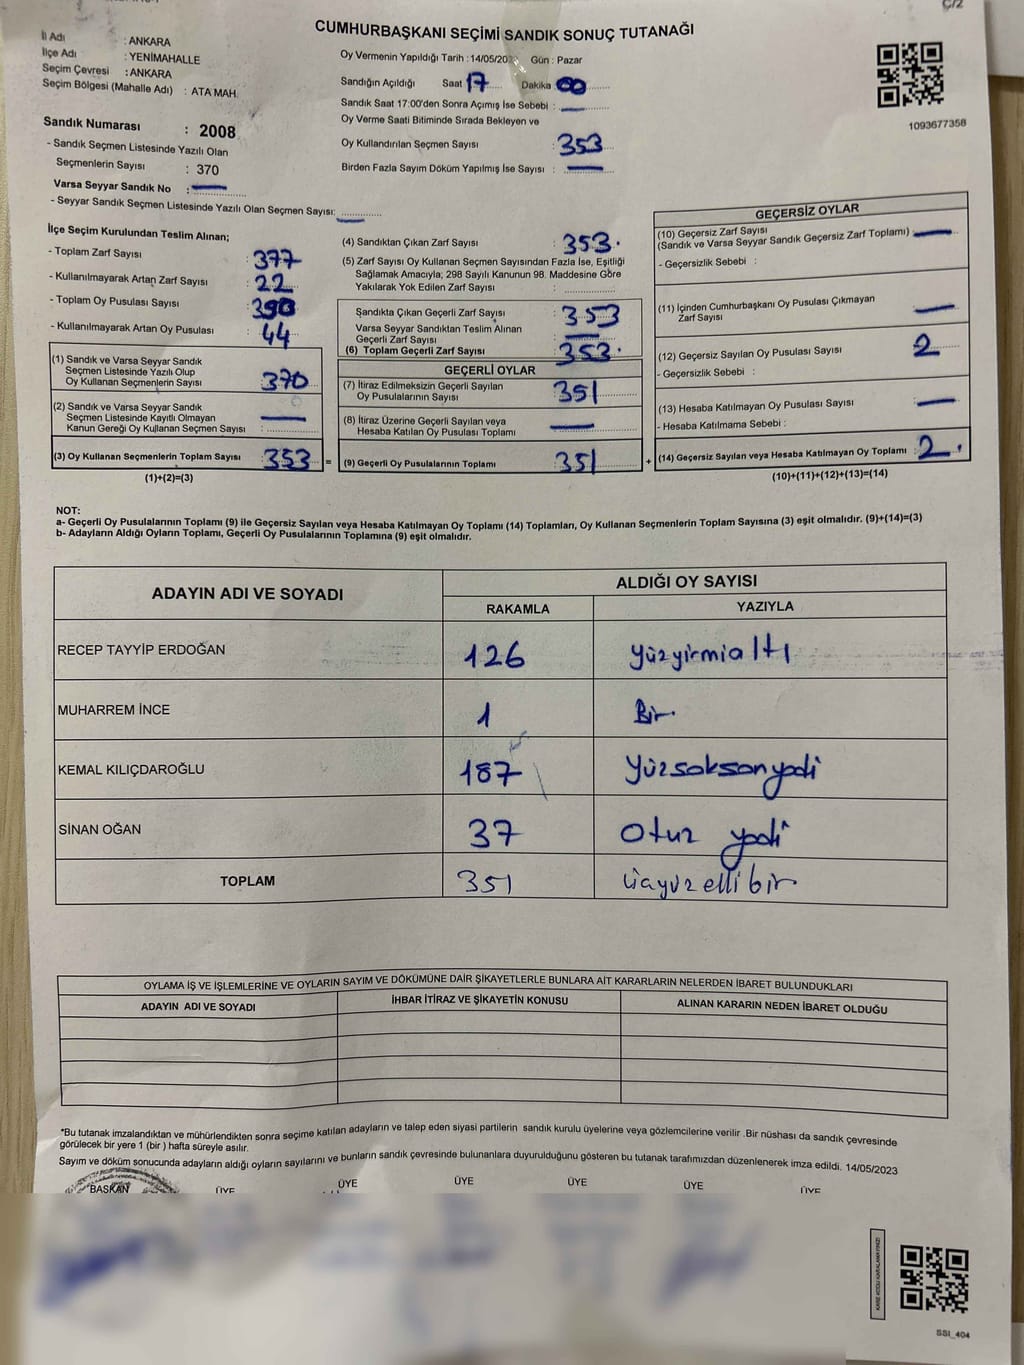 C/2
CUMHURBAŞKANI SEÇİMİ SANDIK SONUÇ TUTANAĞI
İl Adı : ANKARA
İlçe Adı : YENİMAHALLE
Seçim Çevresi : ANKARA
Seçim Bölgesi (Mahalle Adı) : ATA MAH.
Oy Vermenin Yapıldığı Tarih : 14/05/20 Gün : Pazar
Sandığın Açıldığı Saat 17 Dakika 00
Sandık Saat 17:00'den Sonra Açımış İse Sebebi : —
Oy Verme Saati Bitiminde Sırada Bekleyen ve
Oy Kullandırılan Seçmen Sayısı : 353
Birden Fazla Sayım Döküm Yapılmış İse Sayısı : —
1093677358
Sandık Numarası : 2008
- Sandık Seçmen Listesinde Yazılı Olan
Seçmenlerin Sayısı : 370
Varsa Seyyar Sandık No : —
- Seyyar Sandık Seçmen Listesinde Yazılı Olan Seçmen Sayısı: —
İlçe Seçim Kurulundan Teslim Alınan;
- Toplam Zarf Sayısı : 377
- Kullanılmayarak Artan Zarf Sayısı : 22
- Toplam Oy Pusulası Sayısı :
- Kullanılmayarak Artan Oy Pusulası : 44
(1) Sandık ve Varsa Seyyar Sandık
Seçmen Listesinde Yazılı Olup
Oy Kullanan Seçmenlerin Sayısı : 370
(2) Sandık ve Varsa Seyyar Sandık
Seçmen Listesinde Kayıtlı Olmayan
Kanun Gereği Oy Kullanan Seçmen Sayısı : —
(3) Oy Kullanan Seçmenlerin Toplam Sayısı : 353
(1)+(2)=(3)
(4) Sandıktan Çıkan Zarf Sayısı : 353.
(5) Zarf Sayısı Oy Kullanan Seçmen Sayısından Fazla İse, Eşitliği
Sağlamak Amacıyla; 298 Sayılı Kanunun 98. Maddesine Göre
Yakılarak Yok Edilen Zarf Sayısı :
Sandıkta Çıkan Geçerli Zarf Sayısı : 353
Varsa Seyyar Sandıktan Teslim Alınan
Geçerli Zarf Sayısı : —
(6) Toplam Geçerli Zarf Sayısı : 353.
GEÇERLİ OYLAR
(7) İtiraz Edilmeksizin Geçerli Sayılan
Oy Pusulalarının Sayısı : 351
(8) İtiraz Üzerine Geçerli Sayılan veya
Hesaba Katılan Oy Pusulası Toplamı : —
= (9) Geçerli Oy Pusulalarının Toplamı : 351
GEÇERSİZ OYLAR
(10) Geçersiz Zarf Sayısı
(Sandık ve Varsa Seyyar Sandık Geçersiz Zarf Toplamı) : —
- Geçersizlik Sebebi :
(11) İçinden Cumhurbaşkanı Oy Pusulası Çıkmayan
Zarf Sayısı : —
(12) Geçersiz Sayılan Oy Pusulası Sayısı : 2
- Geçersizlik Sebebi :
(13) Hesaba Katılmayan Oy Pusulası Sayısı : —
- Hesaba Katılmama Sebebi :
+ (14) Geçersiz Sayılan veya Hesaba Katılmayan Oy Toplamı : 2.
(10)+(11)+(12)+(13)=(14)
NOT:
a- Geçerli Oy Pusulalarının Toplamı (9) ile Geçersiz Sayılan veya Hesaba Katılmayan Oy Toplamı (14) Toplamları, Oy Kullanan Seçmenlerin Toplam Sayısına (3) eşit olmalıdır. (9)+(14)=(3)
b- Adayların Aldığı Oyların Toplamı, Geçerli Oy Pusulalarının Toplamına (9) eşit olmalıdır.
ADAYIN ADI VE SOYADI ALDIĞI OY SAYISI
RAKAMLA YAZIYLA
RECEP TAYYİP ERDOĞAN 126 yüzyirmialtı
MUHARREM İNCE 1 Bir.
KEMAL KILIÇDAROĞLU 187 yüzseksenyedi
SİNAN OĞAN 37 otuz yedi
TOPLAM 351 üçyüzellibir
OYLAMA İŞ VE İŞLEMLERİNE VE OYLARIN SAYIM VE DÖKÜMÜNE DAİR ŞİKAYETLERLE BUNLARA AİT KARARLARIN NELERDEN İBARET BULUNDUKLARI
ADAYIN ADI VE SOYADI İHBAR İTİRAZ VE ŞİKAYETİN KONUSU ALINAN KARARIN NEDEN İBARET OLDUĞU
*Bu tutanak imzalandıktan ve mühürlendikten sonra seçime katılan adayların ve talep eden siyasi partilerin sandık kurulu üyelerine veya gözlemcilerine verilir .Bir nüshası da sandık çevresinde
görülecek bir yere 1 (bir ) hafta süreyle asılır.
Sayım ve döküm sonucunda adayların aldığı oyların sayılarını ve bunların sandık çevresinde bulunanlara duyurulduğunu gösteren bu tutanak tarafımızdan düzenlenerek imza edildi. 14/05/2023
BAŞKAN ÜYE ÜYE ÜYE ÜYE ÜYE ÜYE
SSI_404